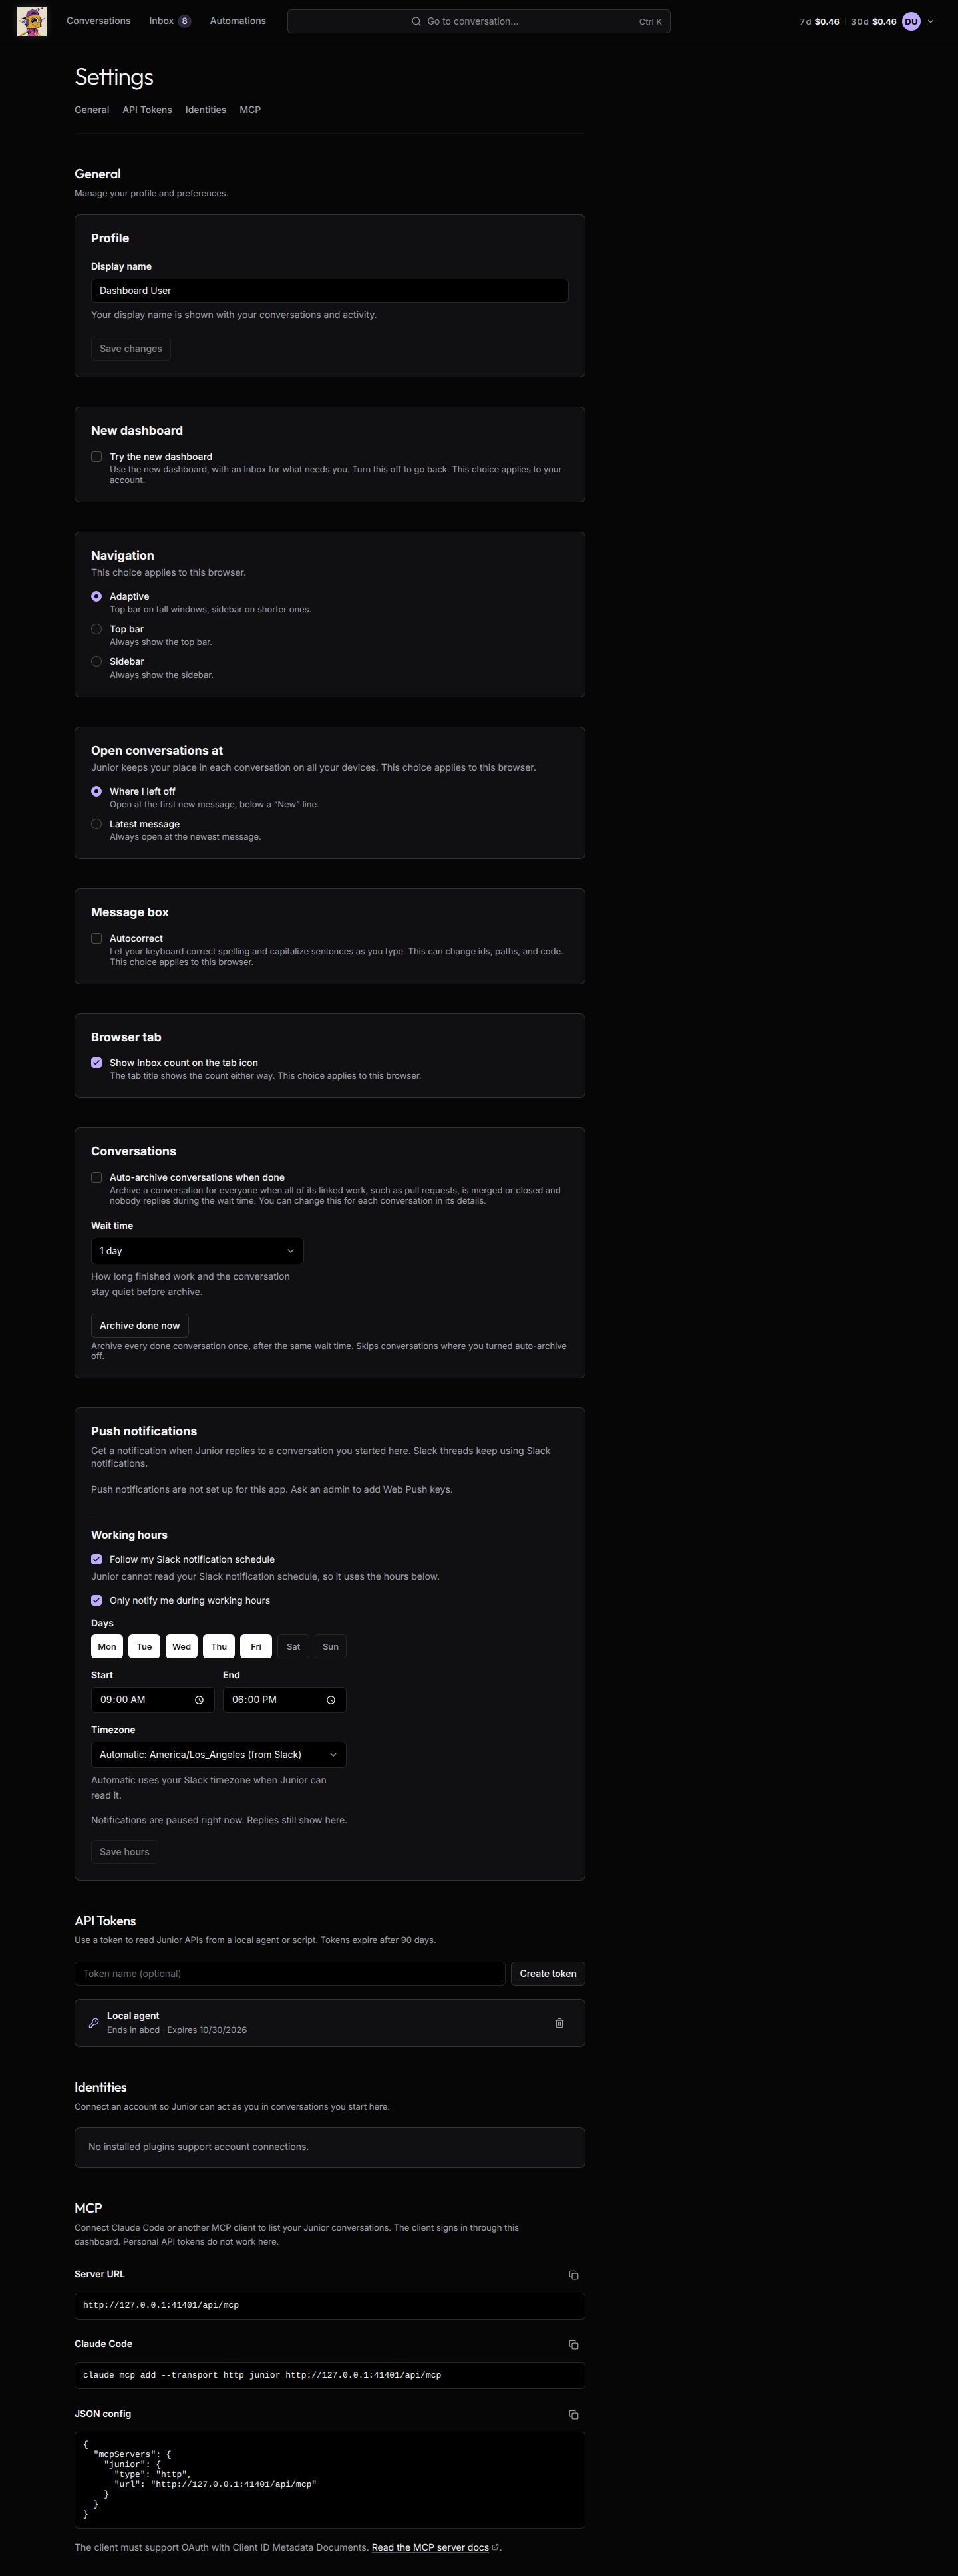 Conversations Inbox 8 Automations Go to conversation... Ctrl K 7d $0.46 30d $0.46 DU
Settings
General API Tokens Identities MCP
General
Manage your profile and preferences.
Profile
Display name
Dashboard User
Your display name is shown with your conversations and activity.
Save changes
New dashboard
Try the new dashboard
Use the new dashboard, with an Inbox for what needs you. Turn this off to go back. This choice applies to your
account.
Navigation
This choice applies to this browser.
Adaptive
Top bar on tall windows, sidebar on shorter ones.
Top bar
Always show the top bar.
Sidebar
Always show the sidebar.
Open conversations at
Junior keeps your place in each conversation on all your devices. This choice applies to this browser.
Where I left off
Open at the first new message, below a “New” line.
Latest message
Always open at the newest message.
Message box
Autocorrect
Let your keyboard correct spelling and capitalize sentences as you type. This can change ids, paths, and code.
This choice applies to this browser.
Browser tab
Show Inbox count on the tab icon
The tab title shows the count either way. This choice applies to this browser.
Conversations
Auto-archive conversations when done
Archive a conversation for everyone when all of its linked work, such as pull requests, is merged or closed and
nobody replies during the wait time. You can change this for each conversation in its details.
Wait time
1 day
How long finished work and the conversation
stay quiet before archive.
Archive done now
Archive every done conversation once, after the same wait time. Skips conversations where you turned auto-archive
off.
Push notifications
Get a notification when Junior replies to a conversation you started here. Slack threads keep using Slack
notifications.
Push notifications are not set up for this app. Ask an admin to add Web Push keys.
Working hours
Follow my Slack notification schedule
Junior cannot read your Slack notification schedule, so it uses the hours below.
Only notify me during working hours
Days
Mon Tue Wed Thu Fri Sat Sun
Start End
09:00 AM 06:00 PM
Timezone
Automatic: America/Los_Angeles (from Slack)
Automatic uses your Slack timezone when Junior can
read it.
Notifications are paused right now. Replies still show here.
Save hours
API Tokens
Use a token to read Junior APIs from a local agent or script. Tokens expire after 90 days.
Token name (optional) Create token
Local agent
Ends in abcd · Expires 10/30/2026
Identities
Connect an account so Junior can act as you in conversations you start here.
No installed plugins support account connections.
MCP
Connect Claude Code or another MCP client to list your Junior conversations. The client signs in through this
dashboard. Personal API tokens do not work here.
Server URL
http://127.0.0.1:41401/api/mcp
Claude Code
claude mcp add --transport http junior http://127.0.0.1:41401/api/mcp
JSON config
{
  "mcpServers": {
    "junior": {
      "type": "http",
      "url": "http://127.0.0.1:41401/api/mcp"
    }
  }
}
The client must support OAuth with Client ID Metadata Documents. Read the MCP server docs.